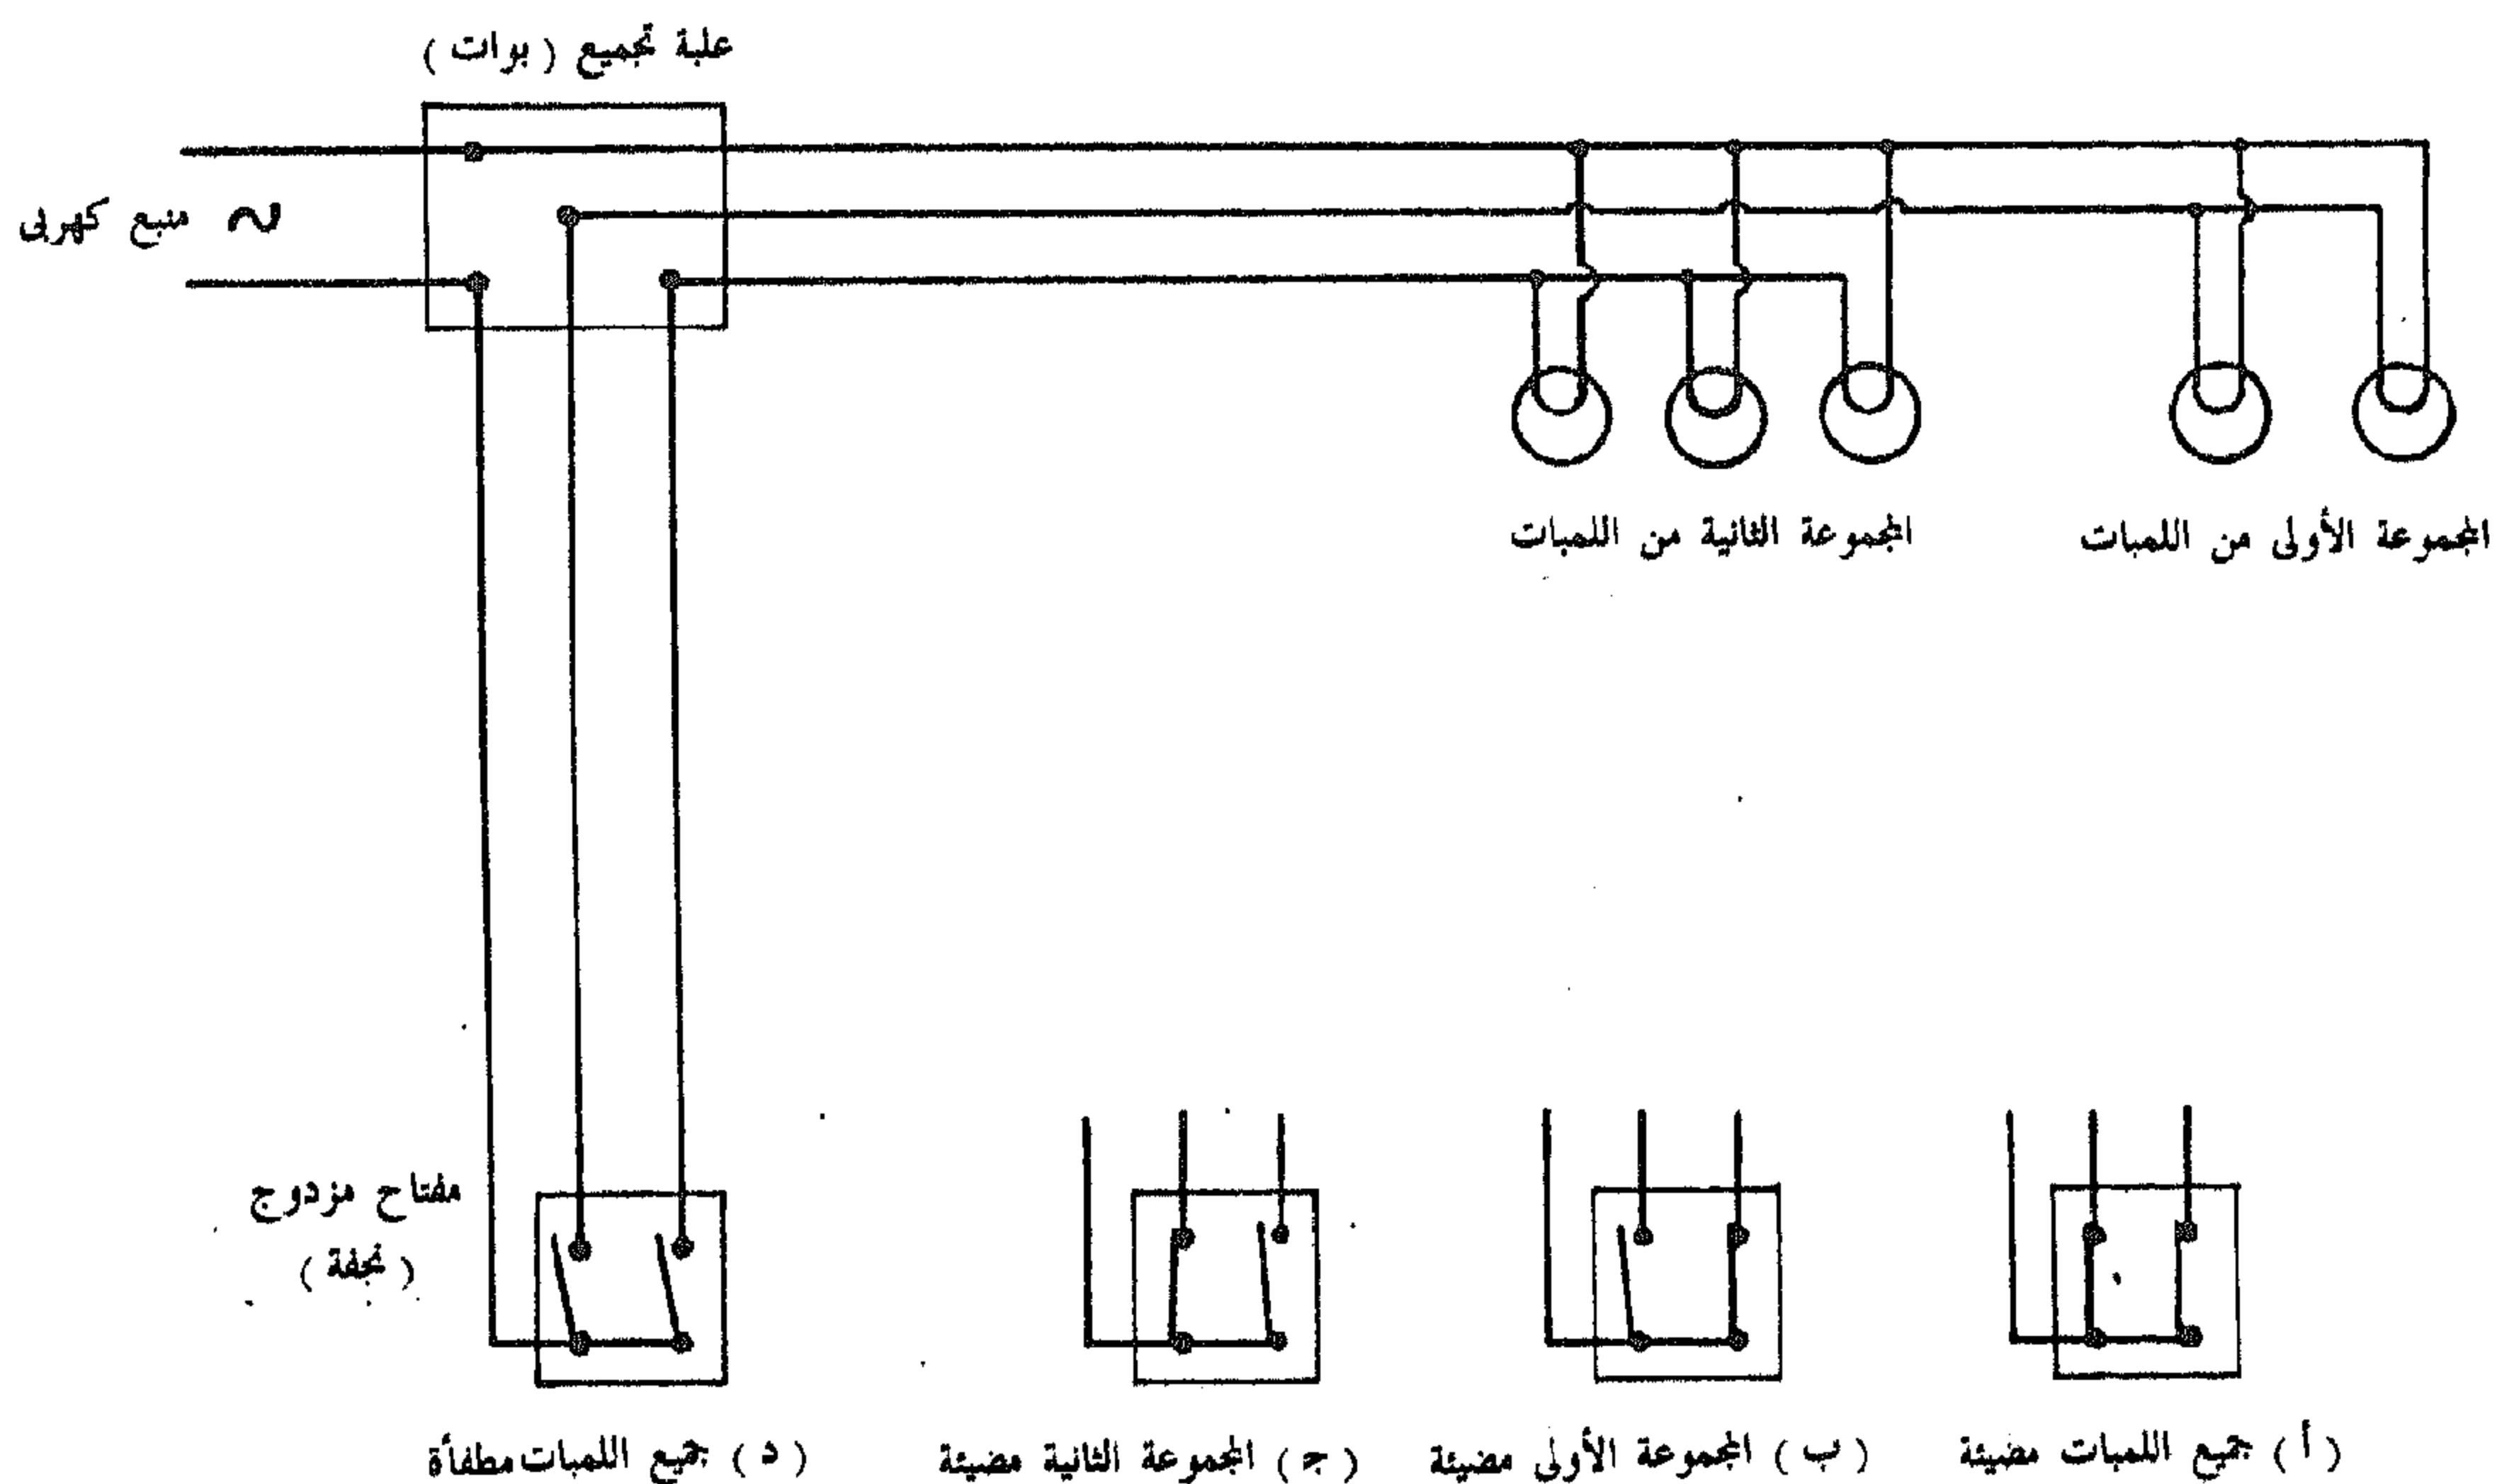 علبة تجميع ( بوات )
منبع كهربى
المجموعة الأولى من اللمبات
المجموعة الثانية من اللمبات
مفتاح مزدوج
( نجفة )
( أ ) جميع اللمبات مضيئة
( ب ) المجموعة الأولى مضيئة
( جـ ) المجموعة الثانية مضيئة
( د ) جميع اللمبات مطفأة